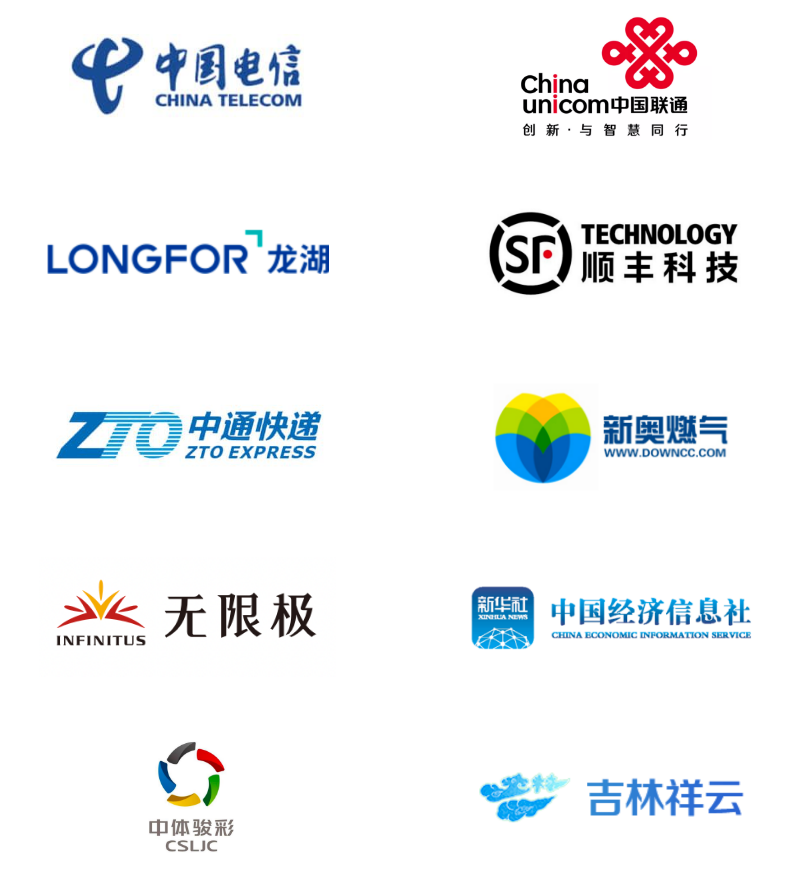 中国电信
CHINA TELECOM
China
unicom中国联通
创新·与智慧同行
LONGFOR 龙湖
SF
TECHNOLOGY
顺丰科技
ZTO
中通快递
ZTO EXPRESS
新奥燃气
WWW.DOWNCC.COM
INFINITUS
无限极
新华社
XINHUA NEWS
中国经济信息社
CHINA ECONOMIC INFORMATION SERVICE
中体骏彩
CSLJC
吉林祥云